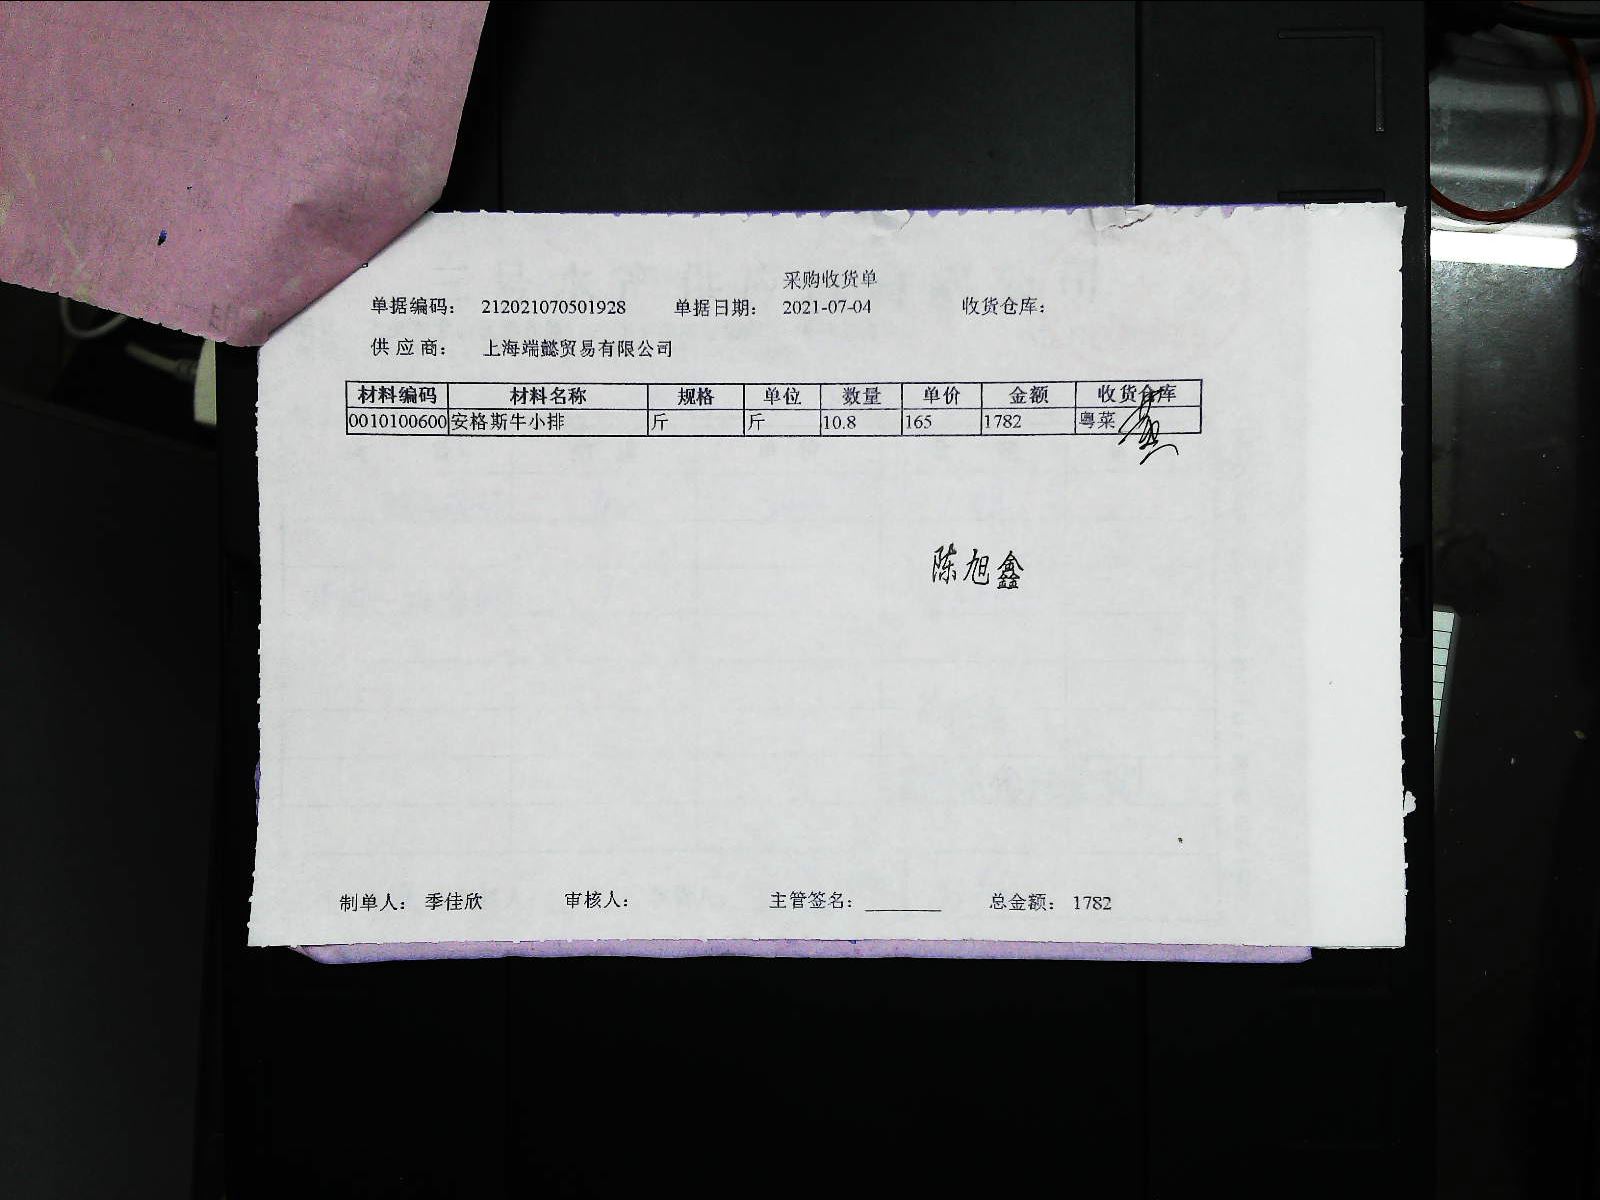 采购收货单
单据编码： 212021070501928 单据日期： 2021-07-04 收货仓库：
供 应 商： 上海端懿贸易有限公司
材料编码 材料名称 规格 单位 数量 单价 金额 收货仓库
0010100600 安格斯牛小排 斤 斤 10.8 165 1782 粤菜
陈旭鑫
制单人： 季佳欣 审核人： 主管签名： ________ 总金额： 1782